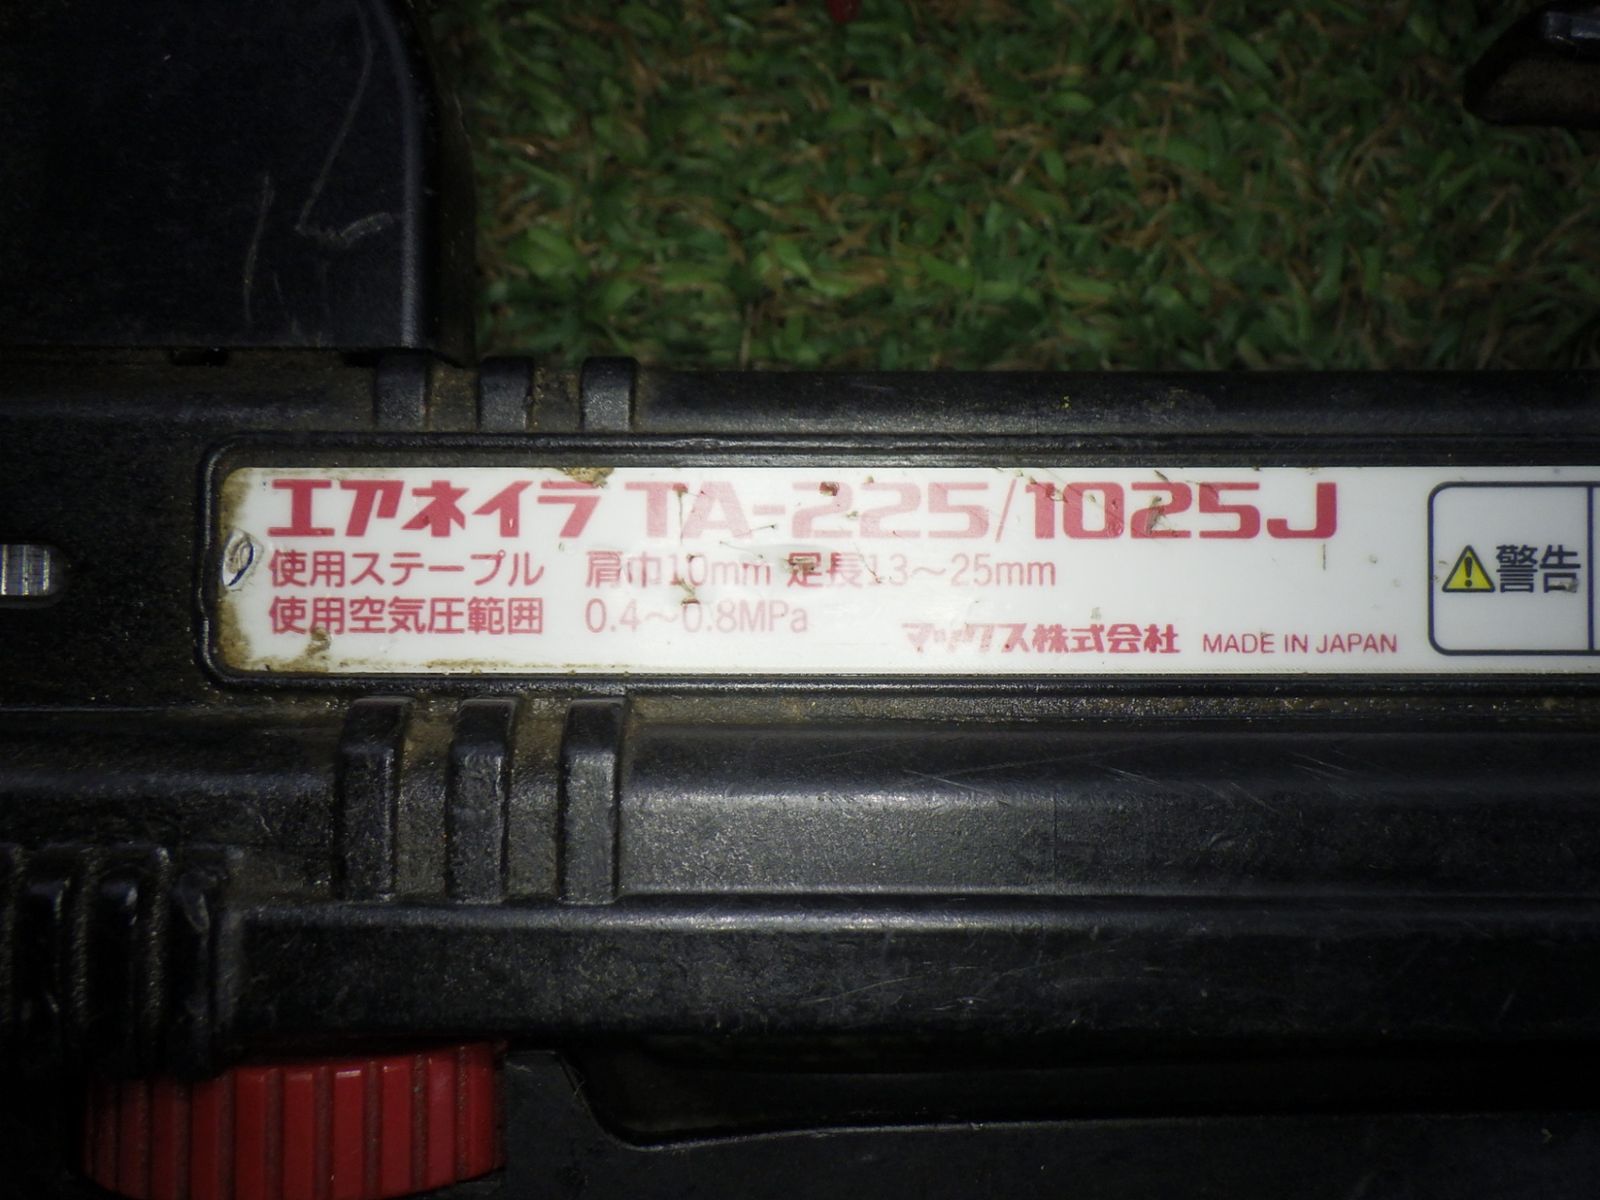 エアネイラ TA-225/1025J
使用ステープル 肩巾10mm 足長13～25mm
使用空気圧範囲 0.4～0.8MPa
マックス株式会社 MADE IN JAPAN
警告